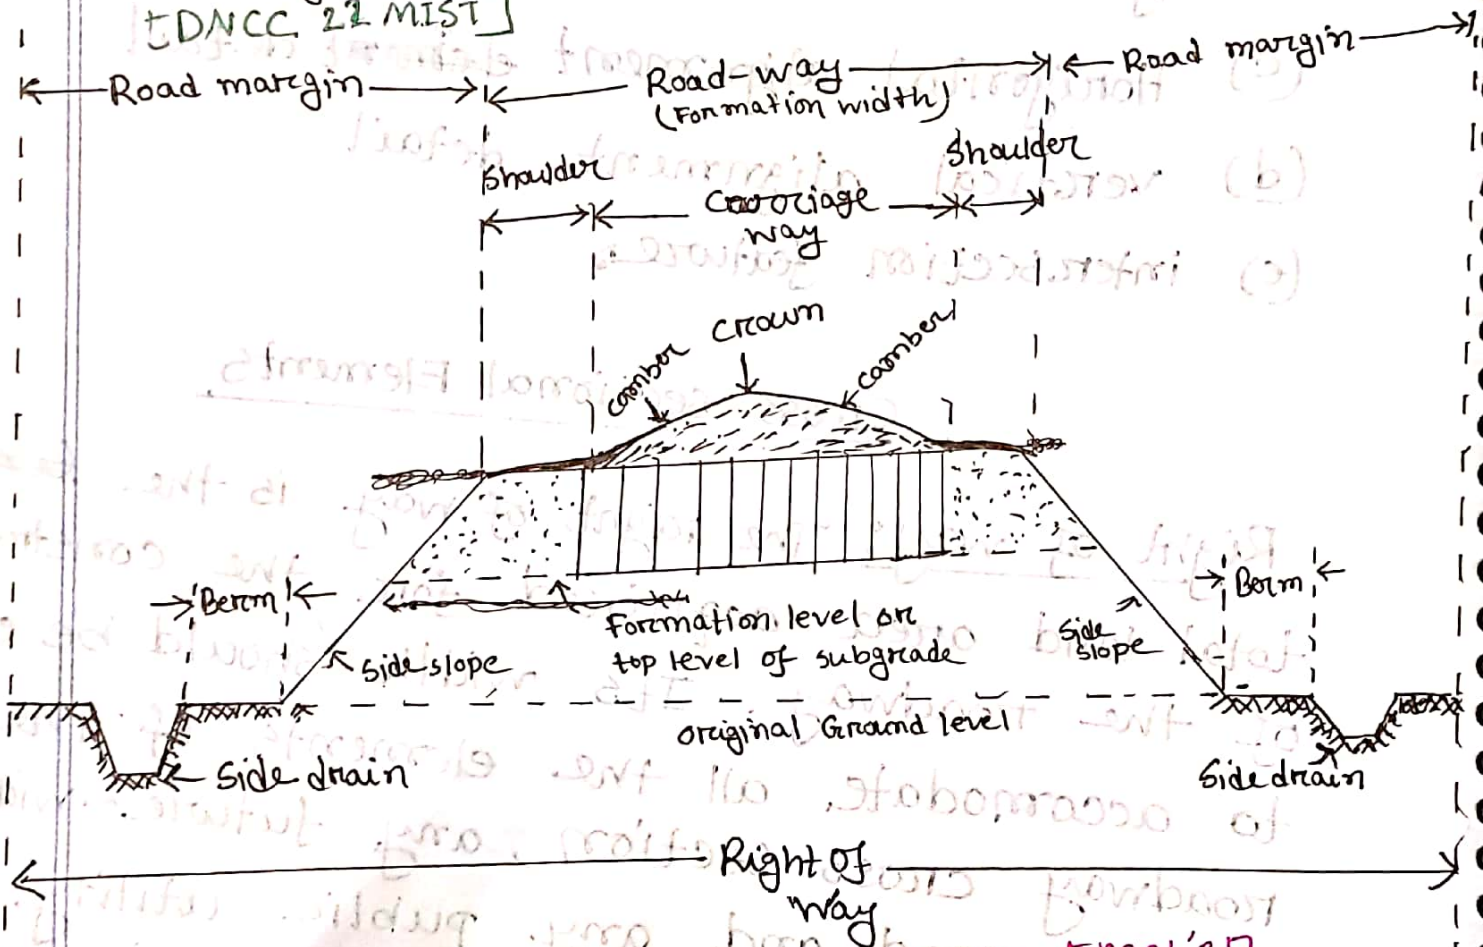 [DNCC 22 MIST]
Road margin
Road-way
(Formation width)
Road margin
Shoulder
Shoulder
Carriage
way
Crown
camber
camber
Berm
Berm
Formation level or
top level of subgrade
Side slope
Side
slope
original Ground level
Side drain
Side drain
Right of
way